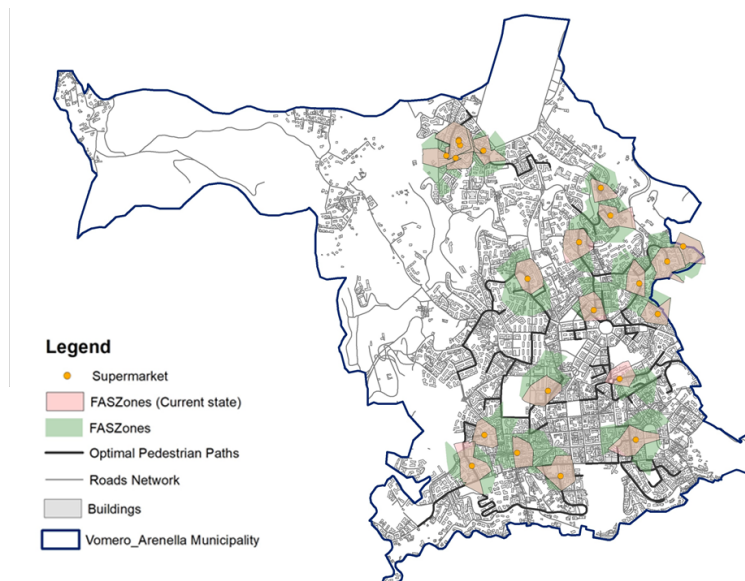 Legend
Supermarket
FASZones (Current state)
FASZones
Optimal Pedestrian Paths
Roads Network
Buildings
Vomero_Arenella Municipality